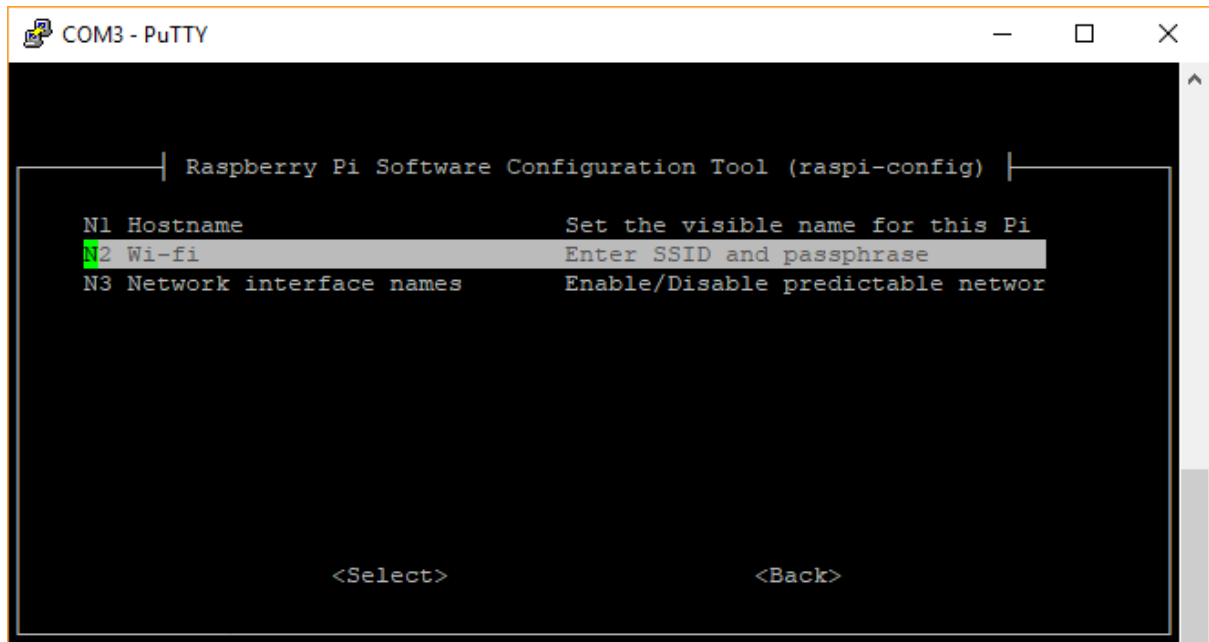 COM3 - PuTTY
Raspberry Pi Software Configuration Tool (raspi-config)
N1 Hostname Set the visible name for this Pi
N2 Wi-fi Enter SSID and passphrase
N3 Network interface names Enable/Disable predictable networ
<Select> <Back>